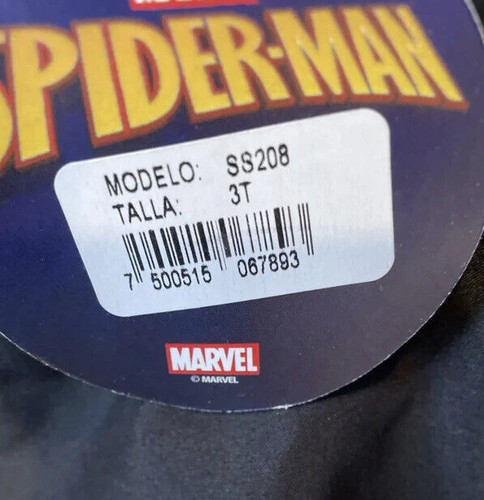 SPIDER-MAN
MODELO: SS208
TALLA: 3T
7 500515 067893
MARVEL
© MARVEL